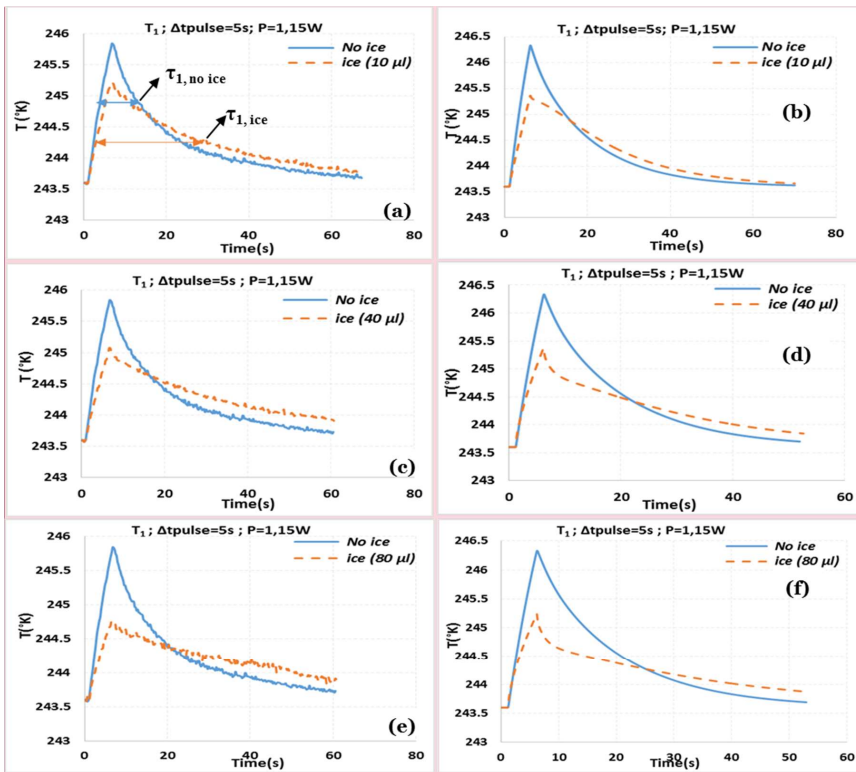 T₁ ; Δtpulse=5s; P=1,15W
No ice
ice (10 µl)
τ₁, no ice
τ₁, ice
T (°K)
246
245.5
245
244.5
244
243.5
243
0
20
40
60
80
Time(s)
(a)
T₁ ; Δtpulse=5s; P=1,15W
No ice
ice (10 µl)
T (°K)
246.5
246
245.5
245
244.5
244
243.5
243
0
20
40
60
80
Time(s)
(b)
T₁ ; Δtpulse=5s ; P=1,15W
No ice
ice (40 µl)
T (°K)
246
245.5
245
244.5
244
243.5
243
0
20
40
60
80
Time(s)
(c)
T₁ ; Δtpulse=5s ; P=1,15W
No ice
ice (40 µl)
T(°K)
246.5
246
245.5
245
244.5
244
243.5
243
0
20
40
60
Time(s)
(d)
T₁ ; Δtpulse=5s ; P=1,15W
No ice
ice (80 µl)
T(°K)
246
245.5
245
244.5
244
243.5
243
0
20
40
60
80
Time(s)
(e)
T₁ ; Δtpulse=5s ; P=1,15W
No ice
ice (80 µl)
T(°K)
246.5
246
245.5
245
244.5
244
243.5
243
0
10
20
30
40
50
60
Time(s)
(f)